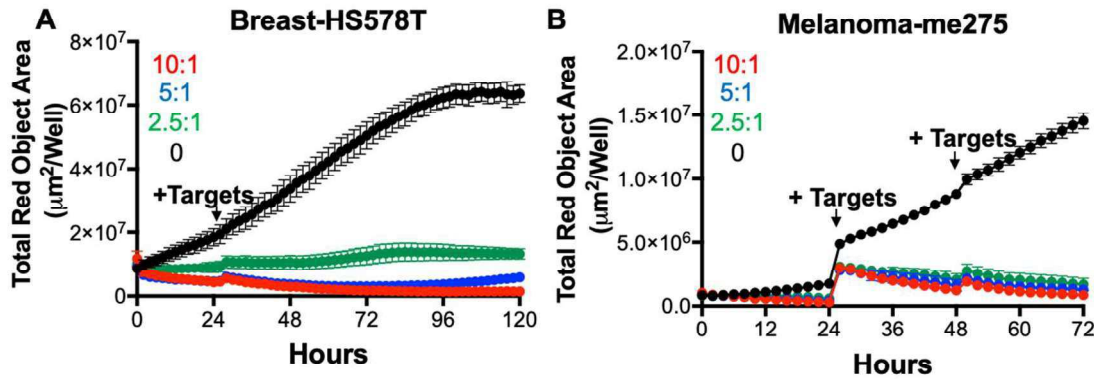 A
Breast-HS578T
Total Red Object Area
(μm²/Well)
8×10⁷
6×10⁷
4×10⁷
2×10⁷
0
10:1
5:1
2.5:1
0
+Targets
0
24
48
72
96
120
Hours
B
Melanoma-me275
Total Red Object Area
(μm²/Well)
2.0×10⁷
1.5×10⁷
1.0×10⁷
5.0×10⁶
0.0
10:1
5:1
2.5:1
0
+ Targets
+ Targets
0
12
24
36
48
60
72
Hours